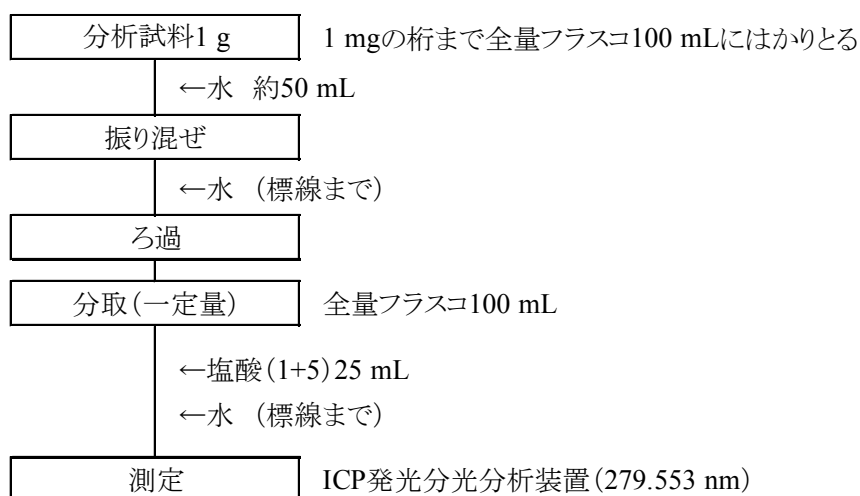 分析試料1 g 1 mgの桁まで全量フラスコ100 mLにはかりとる
←水 約50 mL
振り混ぜ
←水 (標線まで)
ろ過
分取(一定量) 全量フラスコ100 mL
←塩酸(1+5)25 mL
←水 (標線まで)
測定 ICP発光分光分析装置(279.553 nm)